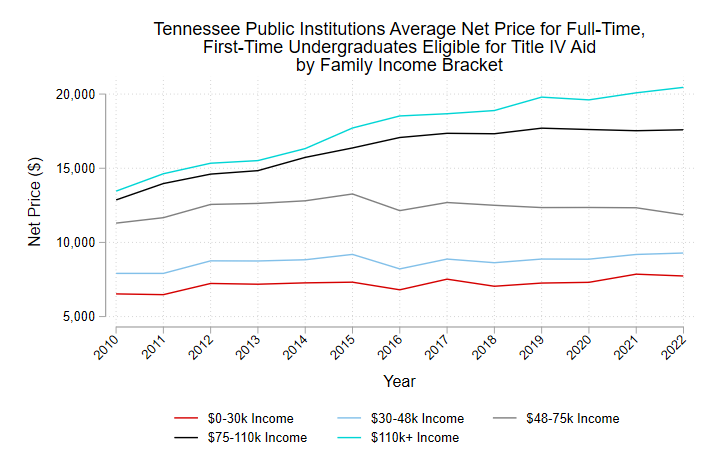 Tennessee Public Institutions Average Net Price for Full-Time,
First-Time Undergraduates Eligible for Title IV Aid
by Family Income Bracket
Net Price ($)
20,000
15,000
10,000
5,000
2010 2011 2012 2013 2014 2015 2016 2017 2018 2019 2020 2021 2022
Year
$0-30k Income $30-48k Income $48-75k Income
$75-110k Income $110k+ Income